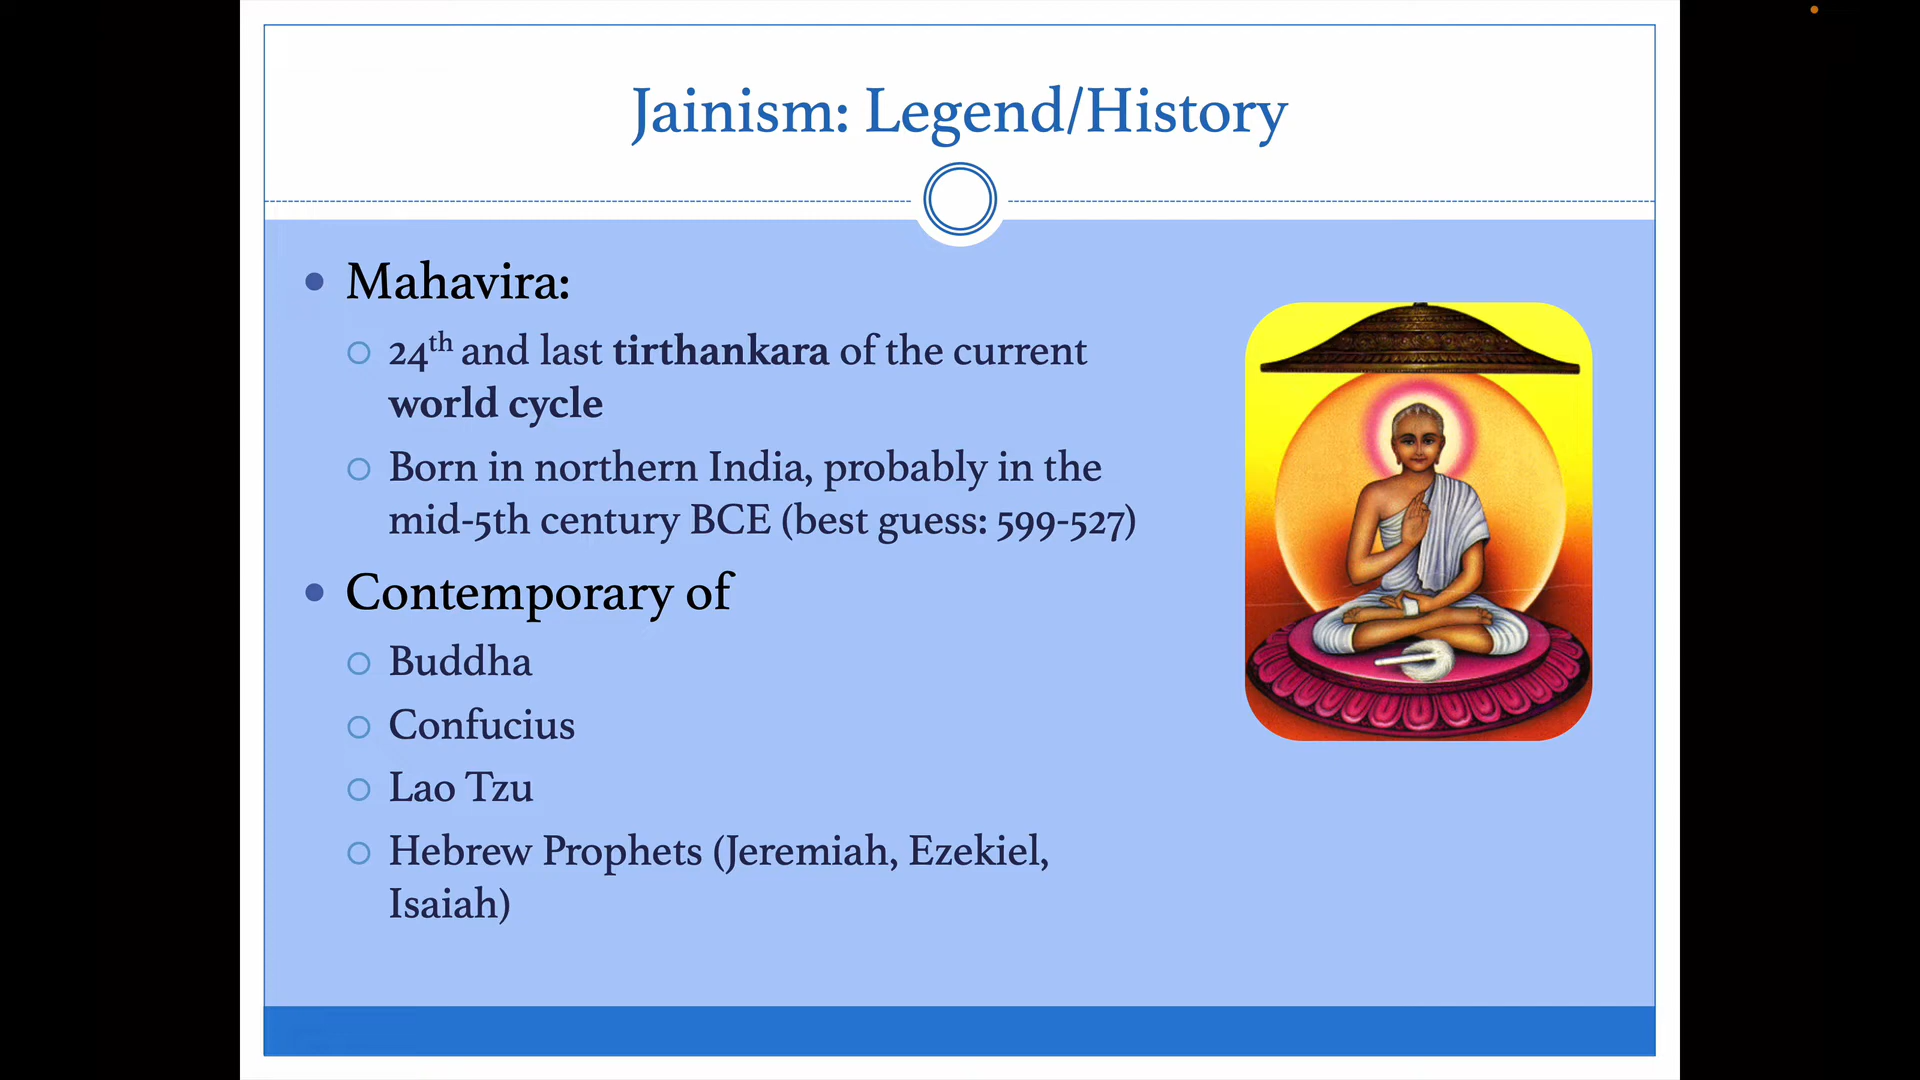 Jainism: Legend/History
Mahavira:
24th and last tirthankara of the current
world cycle
Born in northern India, probably in the
mid-5th century BCE (best guess: 599-527)
Contemporary of
Buddha
Confucius
Lao Tzu
Hebrew Prophets (Jeremiah, Ezekiel,
Isaiah)